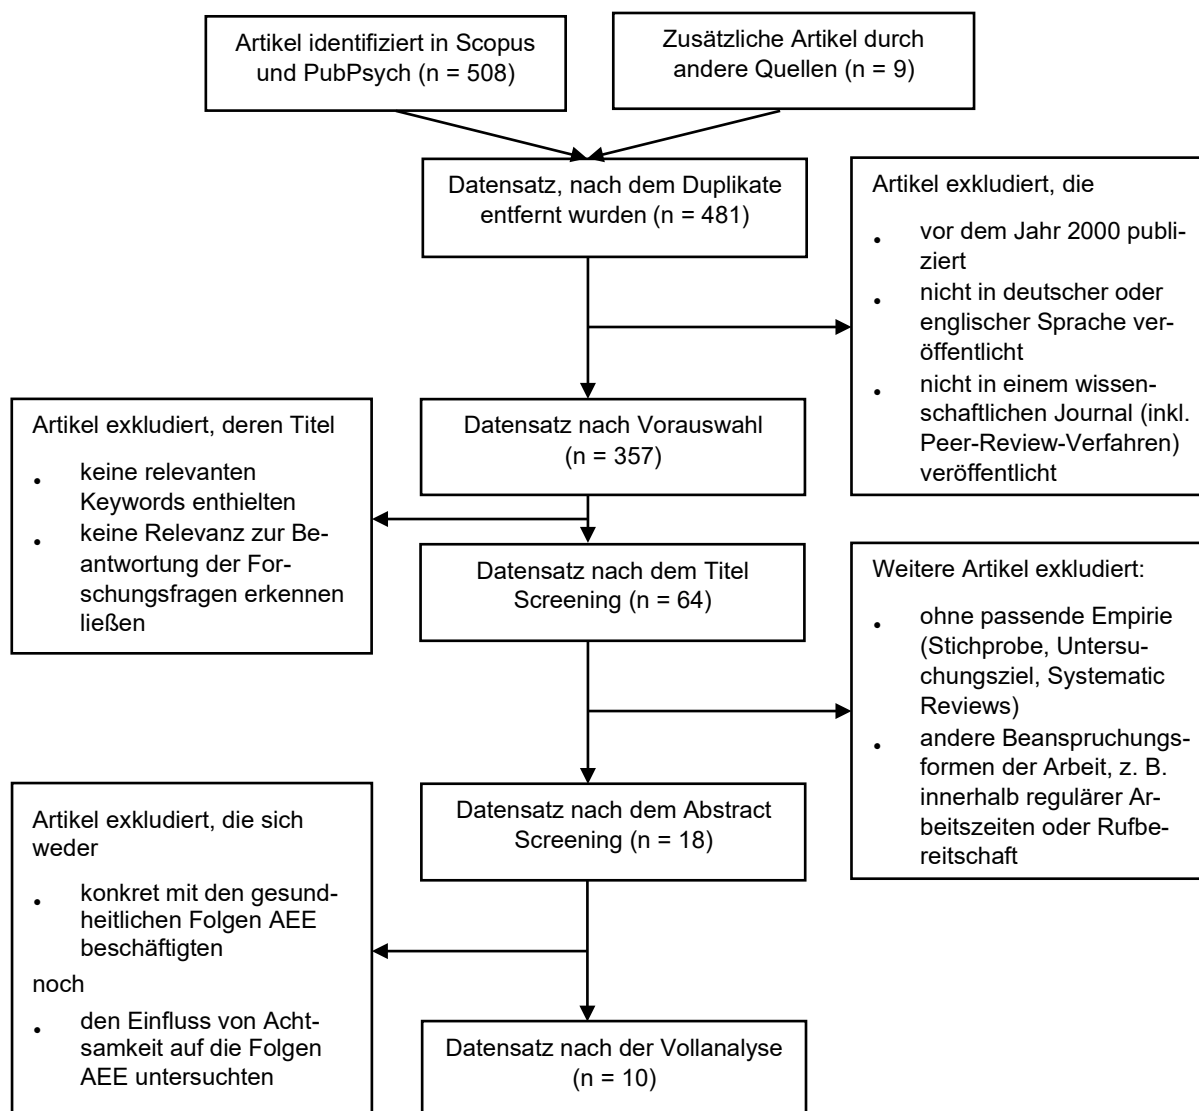 Artikel identifiziert in Scopus
und PubPsych (n = 508)
Zusätzliche Artikel durch
andere Quellen (n = 9)
Datensatz, nach dem Duplikate
entfernt wurden (n = 481)
Artikel exkludiert, die
• vor dem Jahr 2000 publi-
ziert
• nicht in deutscher oder
englischer Sprache ver-
öffentlicht
• nicht in einem wissen-
schaftlichen Journal (inkl.
Peer-Review-Verfahren)
veröffentlicht
Datensatz nach Vorauswahl
(n = 357)
Artikel exkludiert, deren Titel
• keine relevanten
Keywords enthielten
• keine Relevanz zur Be-
antwortung der For-
schungsfragen erkennen
ließen
Datensatz nach dem Titel
Screening (n = 64)
Weitere Artikel exkludiert:
• ohne passende Empirie
(Stichprobe, Untersu-
chungsziel, Systematic
Reviews)
• andere Beanspruchungs-
formen der Arbeit, z. B.
innerhalb regulärer Ar-
beitszeiten oder Rufbe-
reitschaft
Datensatz nach dem Abstract
Screening (n = 18)
Artikel exkludiert, die sich
weder
• konkret mit den gesund-
heitlichen Folgen AEE
beschäftigten
noch
• den Einfluss von Acht-
samkeit auf die Folgen
AEE untersuchten
Datensatz nach der Vollanalyse
(n = 10)